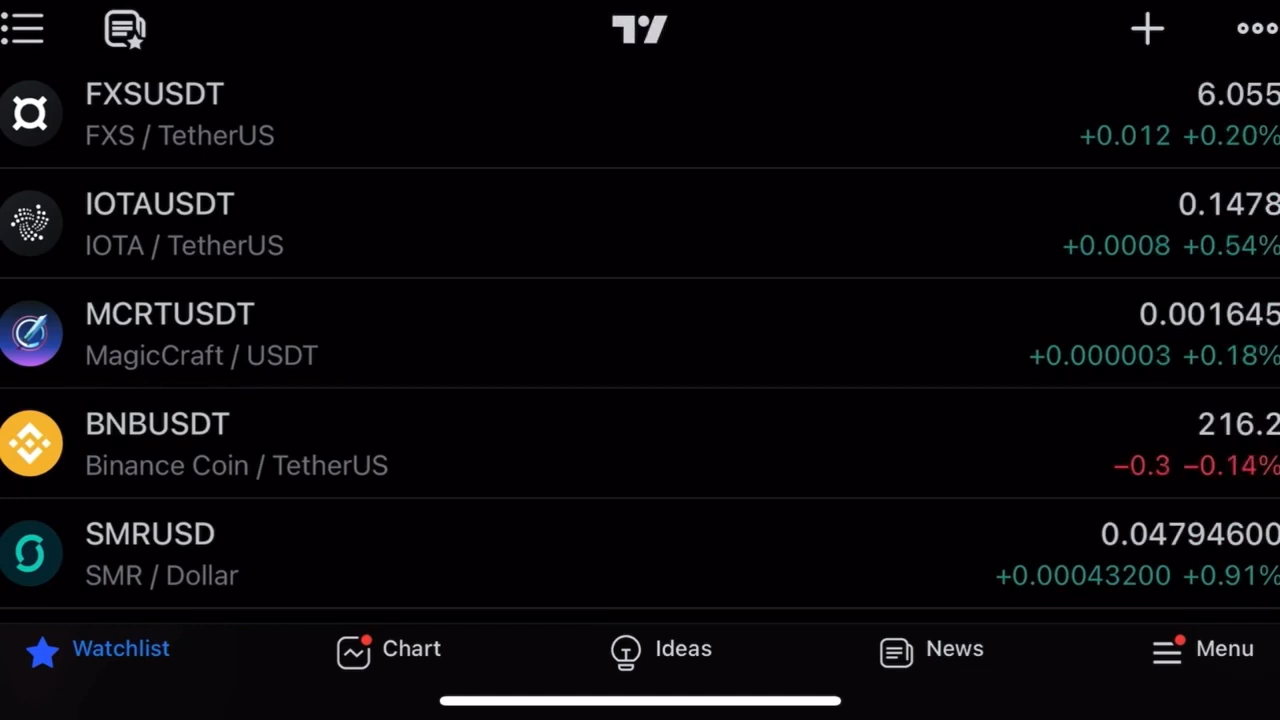 FXSUSDT 6.055
FXS / TetherUS +0.012 +0.20%
IOTAUSDT 0.1478
IOTA / TetherUS +0.0008 +0.54%
MCRTUSDT 0.001645
MagicCraft / USDT +0.000003 +0.18%
BNBUSDT 216.2
Binance Coin / TetherUS −0.3 −0.14%
SMRUSD 0.04794600
SMR / Dollar +0.00043200 +0.91%
Watchlist Chart Ideas News Menu